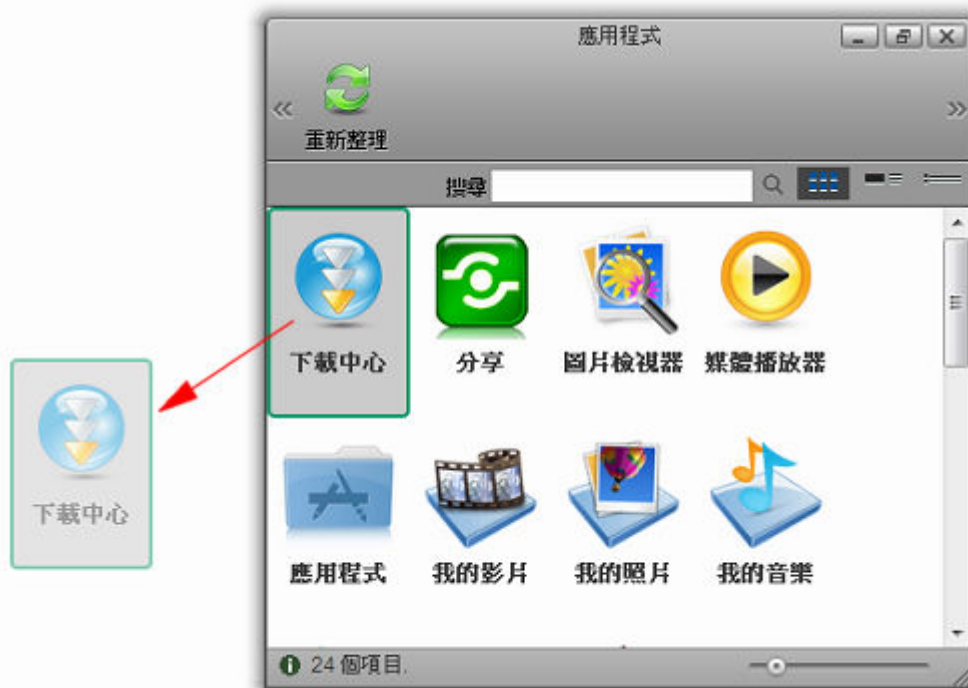 應用程式
重新整理
搜尋
下載中心
分享
圖片檢視器
媒體播放器
下載中心
應用程式
我的影片
我的照片
我的音樂
24 個項目.